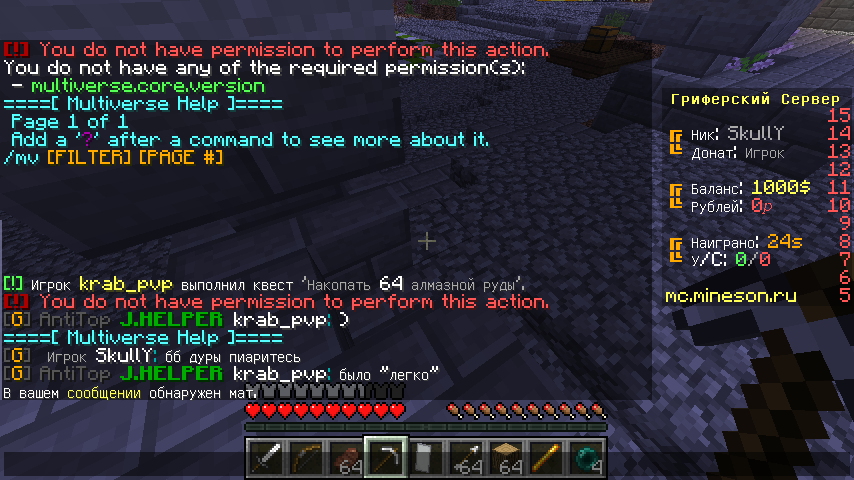 [!] You do not have permission to perform this action.
You do not have any of the required permission(s):
- multiverse.core.version
====[ Multiverse Help ]====
Page 1 of 1
Add a '?' after a command to see more about it.
/mv [FILTER] [PAGE #]
[!] Игрок krab_pvp выполнил квест "Накопать 64 алмазной руды".
[!] You do not have permission to perform this action.
[G] AntiTop J.HELPER krab_pvp: )
====[ Multiverse Help ]====
[G] Игрок SkullY: бб дуры пиаритесь
[G] AntiTop J.HELPER krab_pvp: было "легко"
В вашем сообщении обнаружен мат.
64
64
64
4
Гриферский Сервер
15
Ник: SkullY 14
Донат: Игрок 13
12
Баланс: 1000$ 11
Рублей: 0р 10
9
Наиграно: 24s 8
У/С: 0/0 7
6
mc.mineson.ru 5